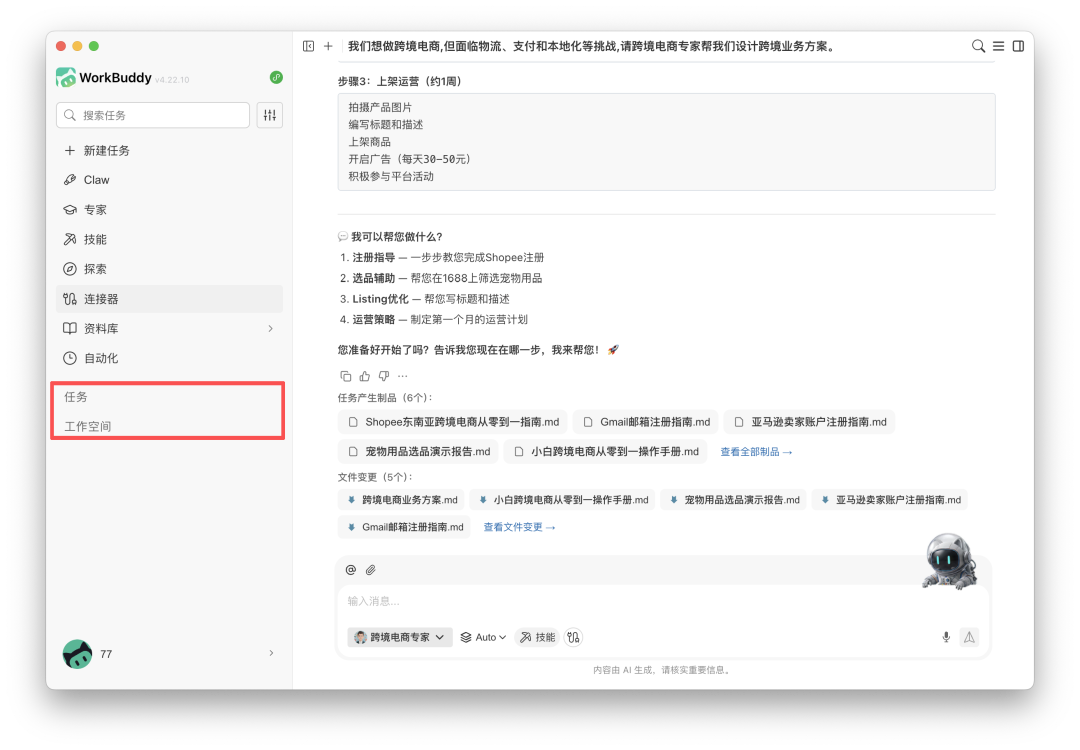 我们想做跨境电商,但面临物流、支付和本地化等挑战,请跨境电商专家帮我们设计跨境业务方案。
WorkBuddy v4.22.10
搜索任务
新建任务
Claw
专家
技能
探索
连接器
资料库
自动化
任务
工作空间
77
步骤3：上架运营（约1周）
拍摄产品图片
编写标题和描述
上架商品
开启广告（每天30-50元）
积极参与平台活动
我可以帮您做什么?
1. 注册指导 — 一步步教您完成Shopee注册
2. 选品辅助 — 帮您在1688上筛选宠物用品
3. Listing优化 — 帮您写标题和描述
4. 运营策略 — 制定第一个月的运营计划
您准备好开始了吗？告诉我您现在在哪一步，我来帮您！🚀
任务产生制品（6个）:
Shopee东南亚跨境电商从零到一指南.md Gmail邮箱注册指南.md 亚马逊卖家账户注册指南.md
宠物用品选品演示报告.md 小白跨境电商从零到一操作手册.md 查看全部制品 →
文件变更（5个）:
跨境电商业务方案.md 小白跨境电商从零到一操作手册.md 宠物用品选品演示报告.md 亚马逊卖家账户注册指南.md
Gmail邮箱注册指南.md 查看文件变更 →
输入消息...
跨境电商专家 Auto 技能
内容由 AI 生成，请核实重要信息。